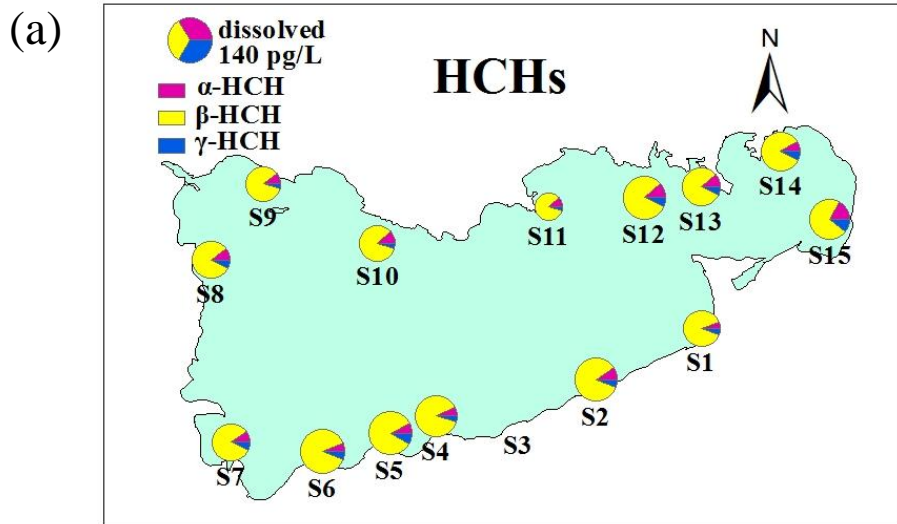 (a)
dissolved
140 pg/L
α-HCH
β-HCH
γ-HCH
HCHs
N
S14
S9
S13
S12
S11
S15
S10
S8
S1
S2
S3
S4
S5
S7
S6